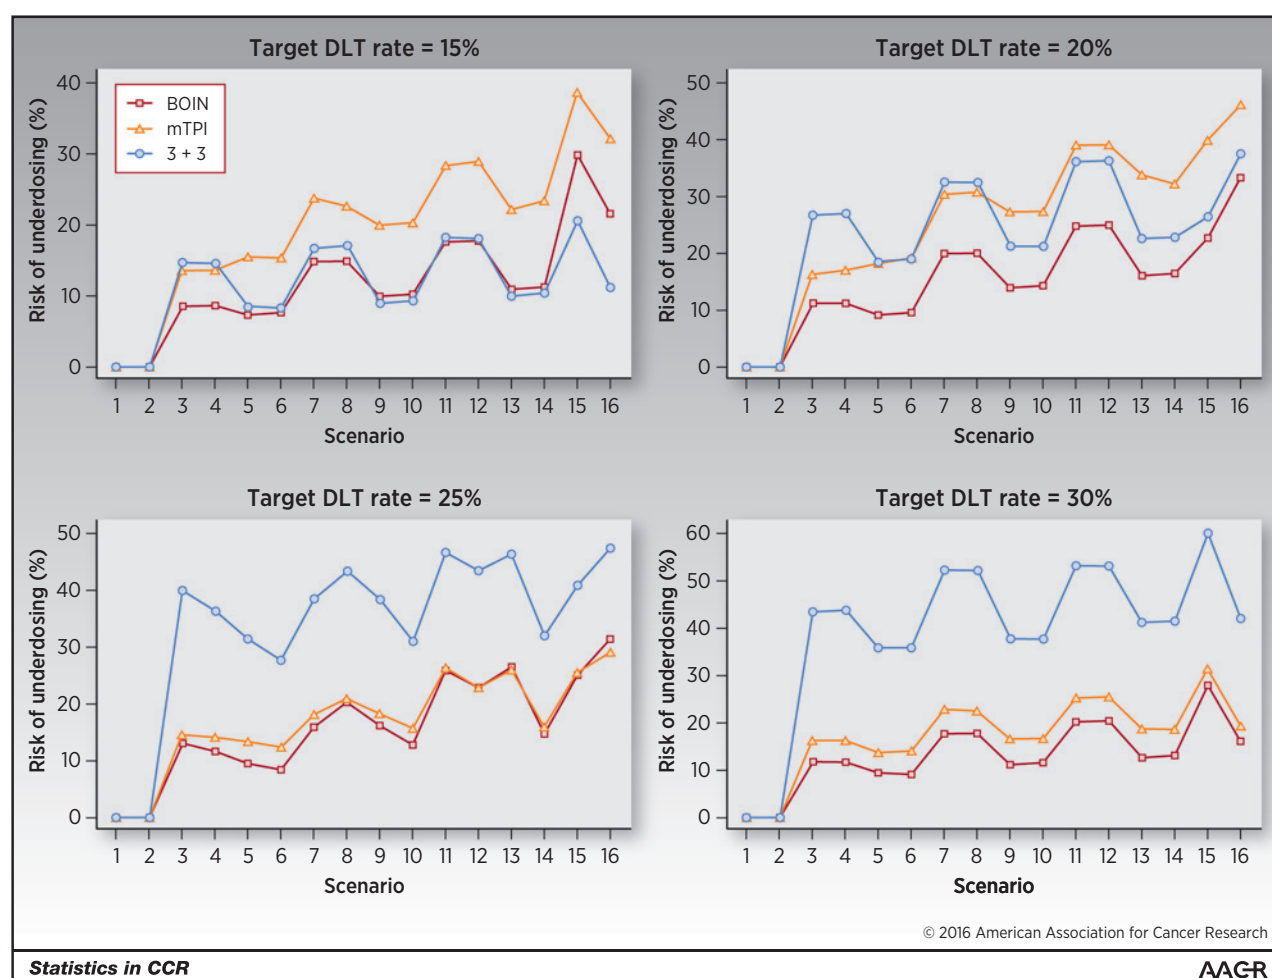 Target DLT rate = 15%
Risk of underdosing (%)
40
30
20
10
0
BOIN
mTPI
3 + 3
1 2 3 4 5 6 7 8 9 10 11 12 13 14 15 16
Scenario
Target DLT rate = 20%
Risk of underdosing (%)
50
40
30
20
10
0
1 2 3 4 5 6 7 8 9 10 11 12 13 14 15 16
Scenario
Target DLT rate = 25%
Risk of underdosing (%)
50
40
30
20
10
0
1 2 3 4 5 6 7 8 9 10 11 12 13 14 15 16
Scenario
Target DLT rate = 30%
Risk of underdosing (%)
60
50
40
30
20
10
0
1 2 3 4 5 6 7 8 9 10 11 12 13 14 15 16
Scenario
© 2016 American Association for Cancer Research
Statistics in CCR
AACR